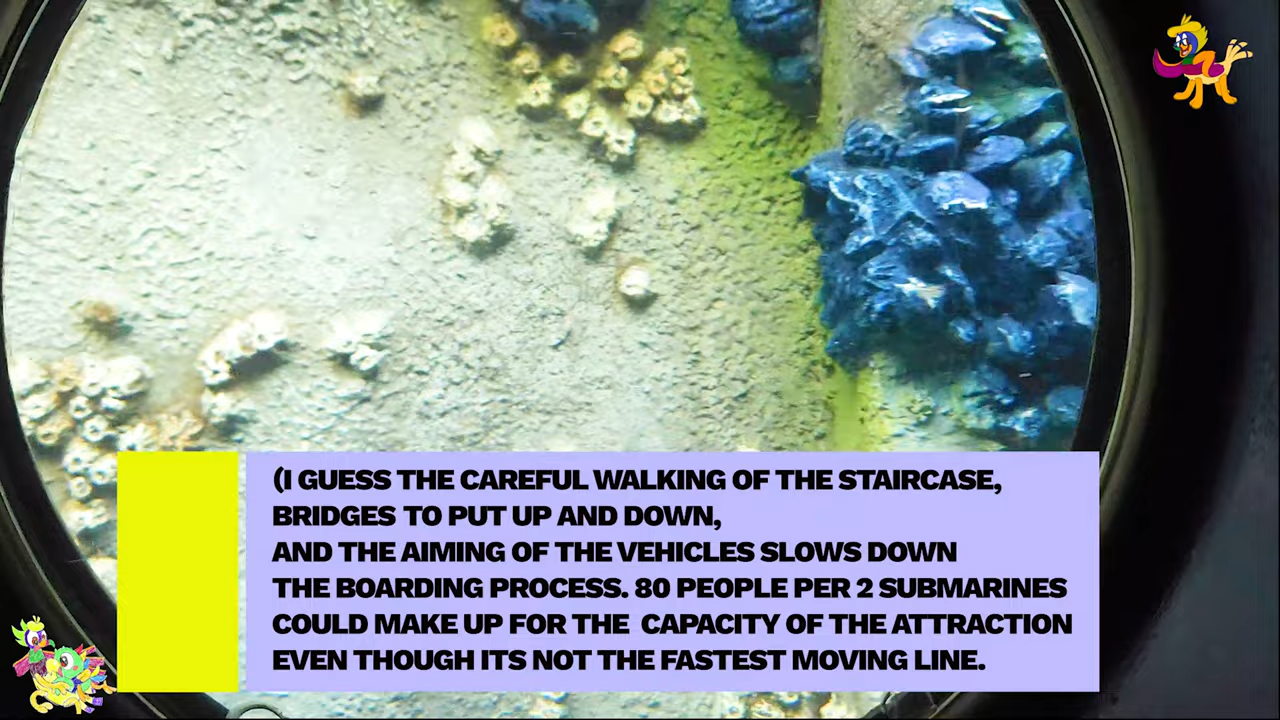 (I GUESS THE CAREFUL WALKING OF THE STAIRCASE,
BRIDGES TO PUT UP AND DOWN,
AND THE AIMING OF THE VEHICLES SLOWS DOWN
THE BOARDING PROCESS. 80 PEOPLE PER 2 SUBMARINES
COULD MAKE UP FOR THE CAPACITY OF THE ATTRACTION
EVEN THOUGH ITS NOT THE FASTEST MOVING LINE.